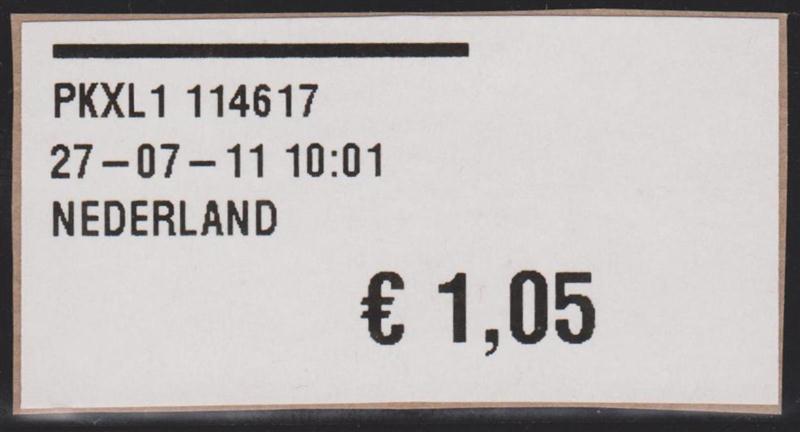 PKXL1 114617
27-07-11 10:01
NEDERLAND
€ 1,05